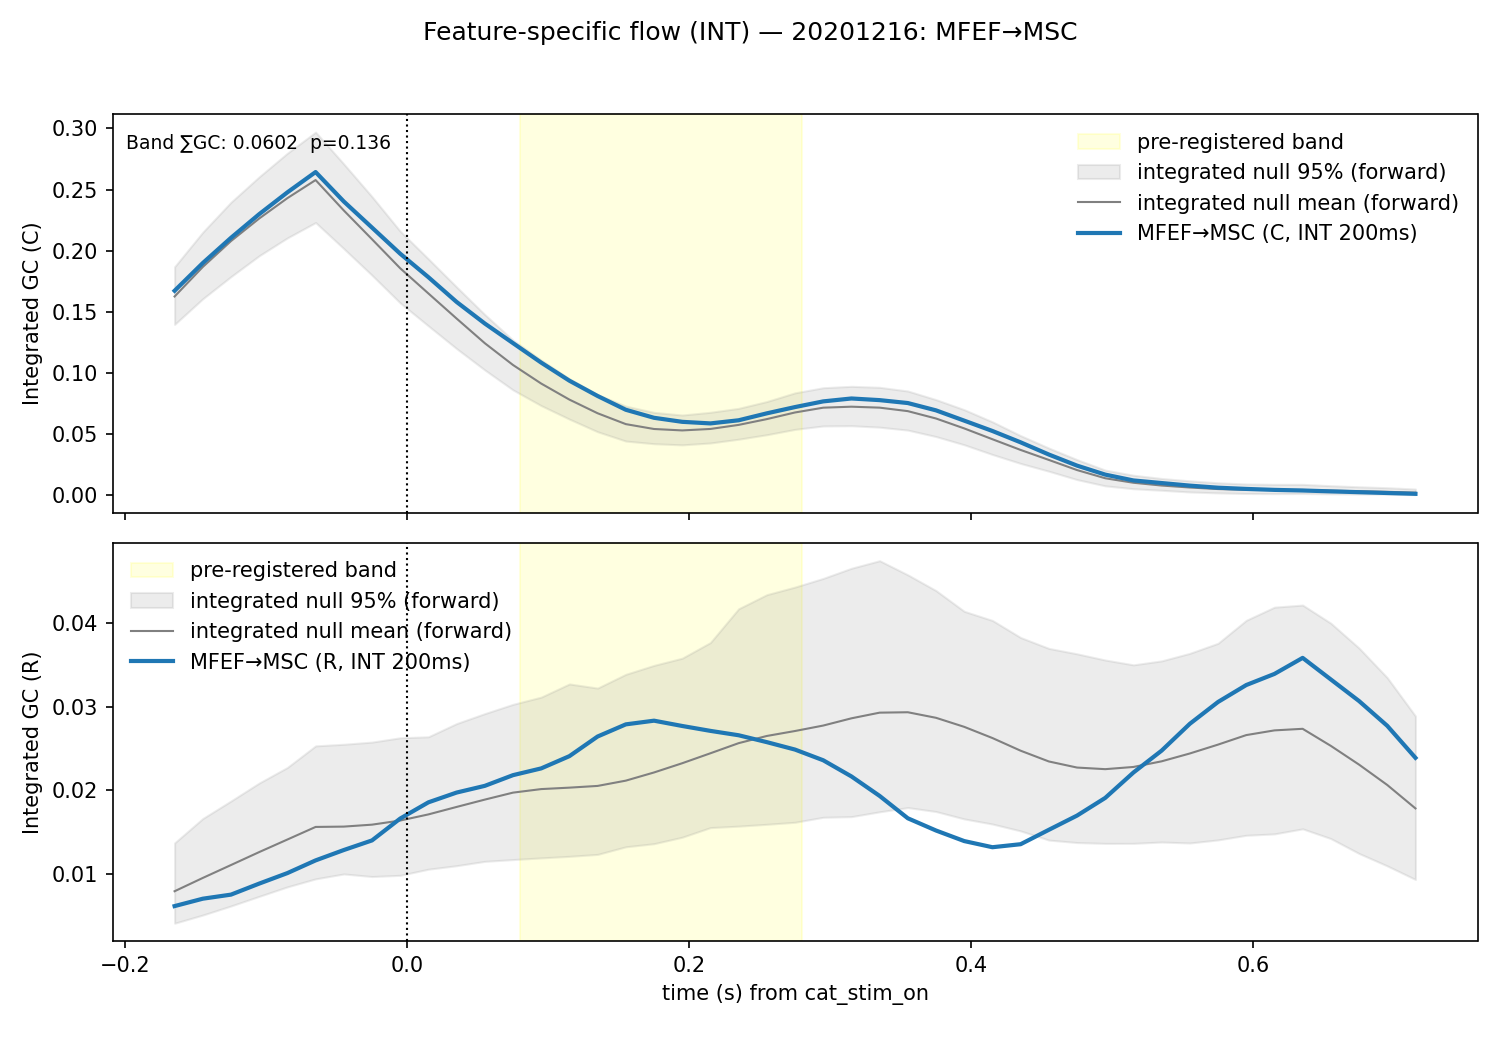 Feature-specific flow (INT) — 20201216: MFEF→MSC
Integrated GC (C)
0.30
0.25
0.20
0.15
0.10
0.05
0.00
Band ∑GC: 0.0602  p=0.136
pre-registered band
integrated null 95% (forward)
integrated null mean (forward)
MFEF→MSC (C, INT 200ms)
Integrated GC (R)
0.04
0.03
0.02
0.01
pre-registered band
integrated null 95% (forward)
integrated null mean (forward)
MFEF→MSC (R, INT 200ms)
−0.2 0.0 0.2 0.4 0.6
time (s) from cat_stim_on